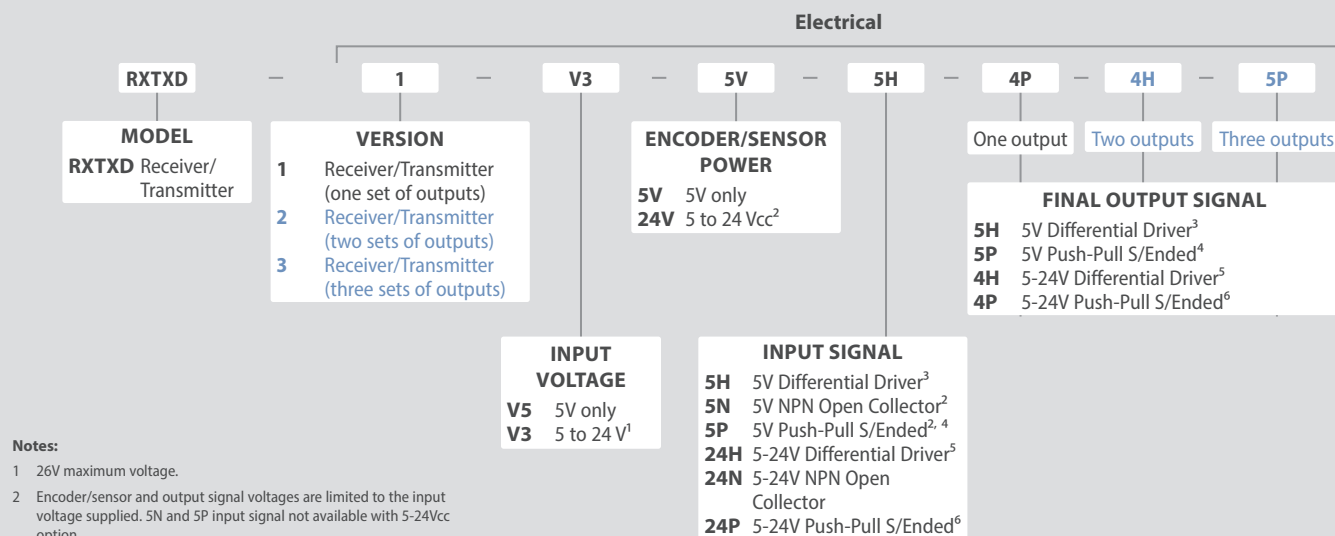 Electrical
RXTXD — 1 — V3 — 5V — 5H — 4P — 4H — 5P
MODEL
RXTXD Receiver/
Transmitter
VERSION
1 Receiver/Transmitter
(one set of outputs)
2 Receiver/Transmitter
(two sets of outputs)
3 Receiver/Transmitter
(three sets of outputs)
ENCODER/SENSOR
POWER
5V 5V only
24V 5 to 24 Vcc²
One output Two outputs Three outputs
FINAL OUTPUT SIGNAL
5H 5V Differential Driver³
5P 5V Push-Pull S/Ended⁴
4H 5-24V Differential Driver⁵
4P 5-24V Push-Pull S/Ended⁶
INPUT
VOLTAGE
V5 5V only
V3 5 to 24 V¹
INPUT SIGNAL
5H 5V Differential Driver³
5N 5V NPN Open Collector²
5P 5V Push-Pull S/Ended²,⁴
24H 5-24V Differential Driver⁵
24N 5-24V NPN Open
Collector
24P 5-24V Push-Pull S/Ended⁶
Notes:
1 26V maximum voltage.
2 Encoder/sensor and output signal voltages are limited to the input
voltage supplied. 5N and 5P input signal not available with 5-24Vcc
option.